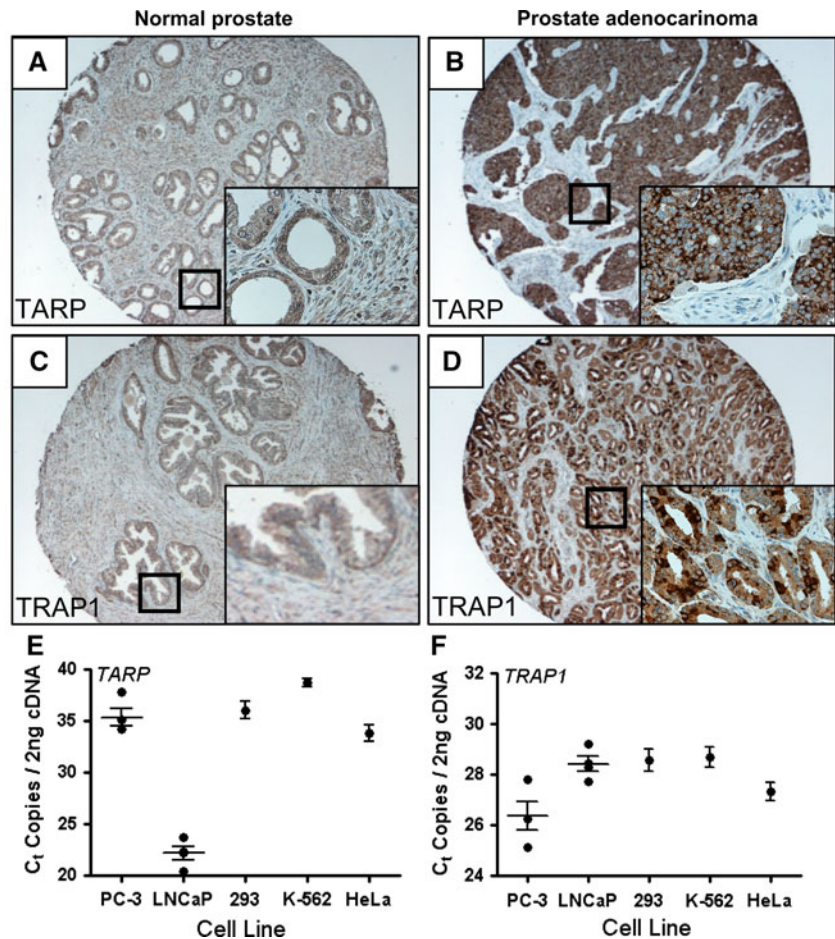 Normal prostate
Prostate adenocarinoma
A
TARP
B
TARP
C
TRAP1
D
TRAP1
E
TARP
Ct Copies / 2ng cDNA
40
35
30
25
20
PC-3 LNCaP 293 K-562 HeLa
Cell Line
F
TRAP1
Ct Copies / 2ng cDNA
32
30
28
26
24
PC-3 LNCaP 293 K-562 HeLa
Cell Line